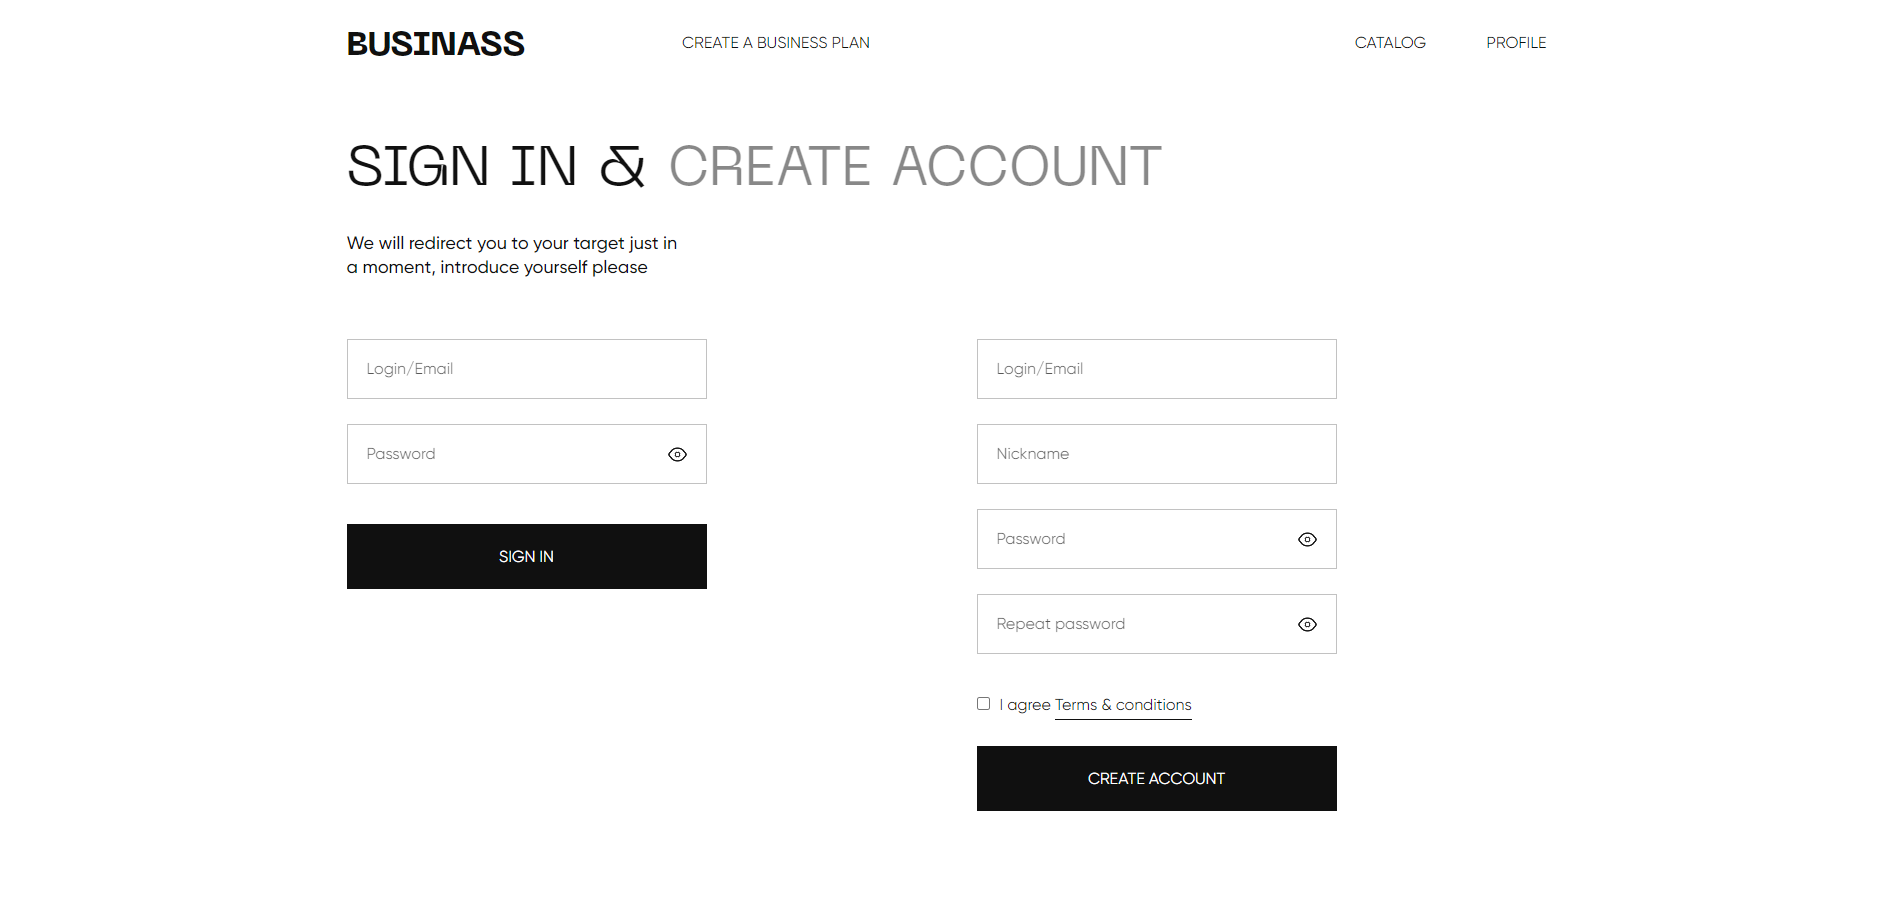 BUSINASS
CREATE A BUSINESS PLAN
CATALOG
PROFILE
SIGN IN & CREATE ACCOUNT
We will redirect you to your target just in
a moment, introduce yourself please
Login/Email
Password
SIGN IN
Login/Email
Nickname
Password
Repeat password
I agree Terms & conditions
CREATE ACCOUNT